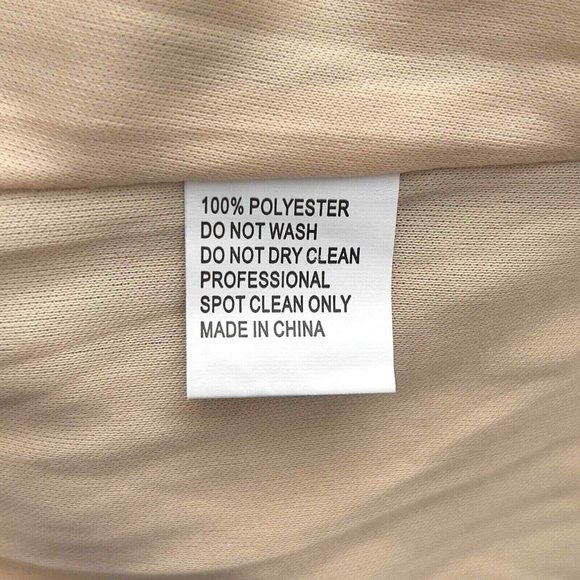 100% POLYESTER
DO NOT WASH
DO NOT DRY CLEAN
PROFESSIONAL
SPOT CLEAN ONLY
MADE IN CHINA